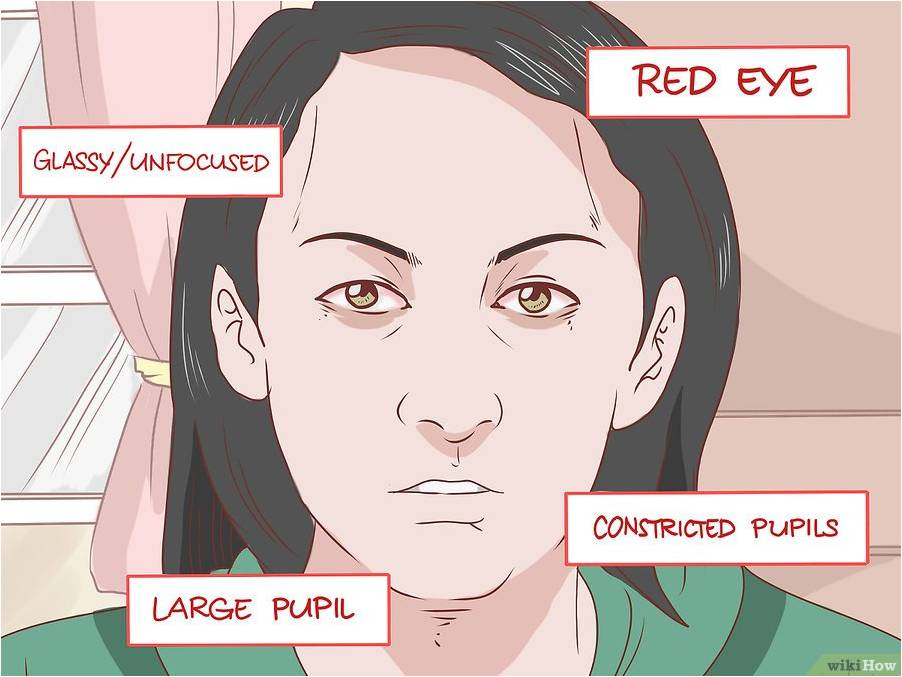 RED EYE
GLASSY/UNFOCUSED
CONSTRICTED PUPILS
LARGE PUPIL
wikiHow